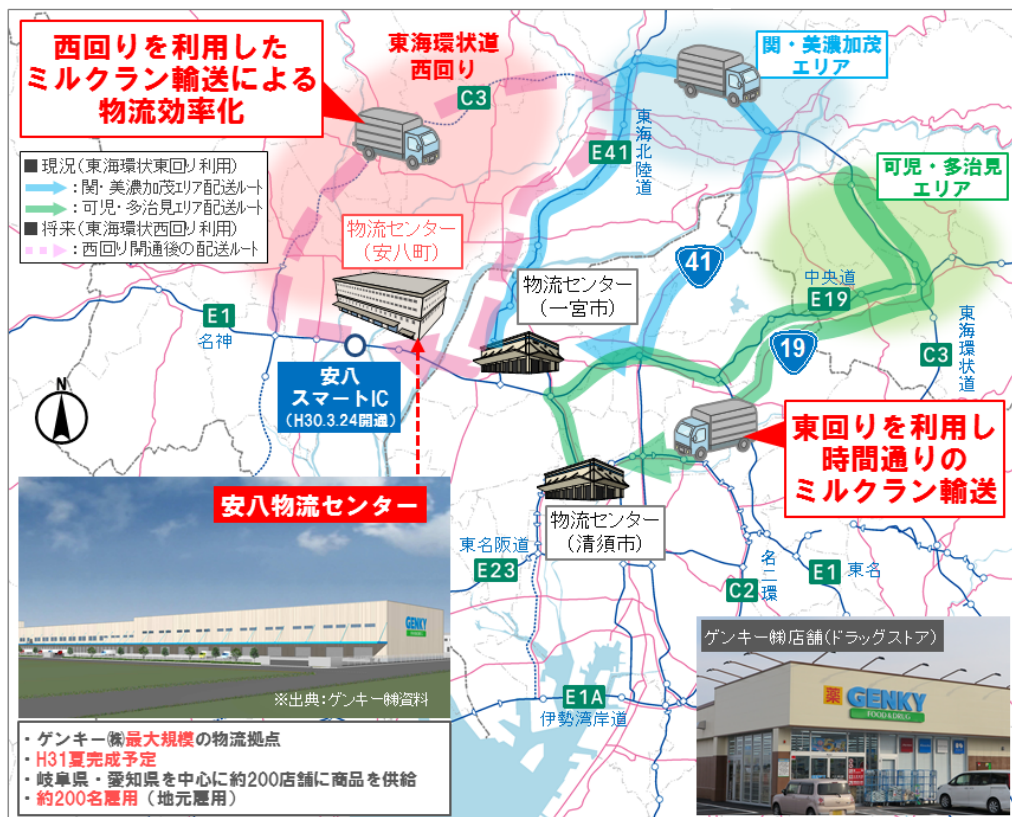 西回りを利用した
ミルクラン輸送による
物流効率化
東海環状道
西回り
C3
関・美濃加茂
エリア
■ 現況(東海環状東回り利用)
:関・美濃加茂エリア配送ルート
:可児・多治見エリア配送ルート
■ 将来(東海環状西回り利用)
:西回り開通後の配送ルート
E41
東海北陸道
可児・多治見
エリア
物流センター
(安八町)
41
物流センター
(一宮市)
中央道
E19
E1
名神
19
C3
東海環状道
N
安八
スマートIC
(H30.3.24開通)
東回りを利用し
時間通りの
ミルクラン輸送
安八物流センター
物流センター
(清須市)
東名阪道
E23
名二環
C2
E1
東名
GENKY
※出典:ゲンキー㈱資料
E1A
伊勢湾岸道
ゲンキー㈱店舗(ドラッグストア)
薬
GENKY
FOOD & DRUG
・ゲンキー㈱最大規模の物流拠点
・H31夏完成予定
・岐阜県・愛知県を中心に約200店舗に商品を供給
・約200名雇用(地元雇用)